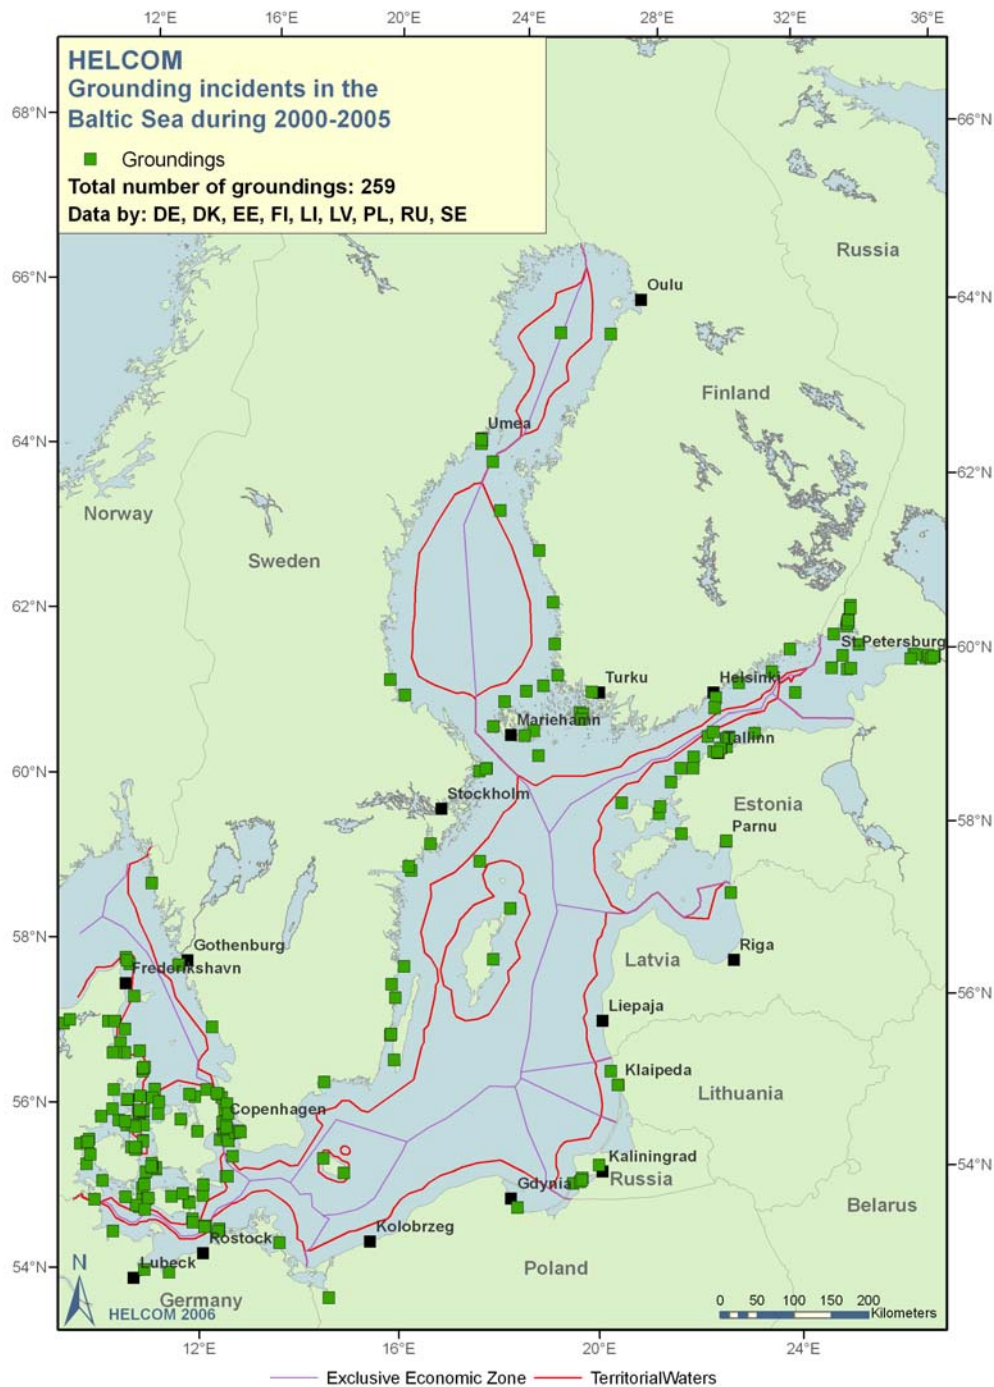 12°E 16°E 20°E 24°E 28°E 32°E 36°E
HELCOM
Grounding incidents in the
Baltic Sea during 2000-2005
Groundings
Total number of groundings: 259
Data by: DE, DK, EE, FI, LI, LV, PL, RU, SE
68°N
66°N
Russia
66°N
Oulu
64°N
Finland
Umea
64°N
62°N
Norway
Sweden
62°N
St.Petersburg
60°N
Turku
Helsinki
Mariehamn
Tallinn
60°N
Stockholm
Estonia
58°N
Parnu
58°N
Gothenburg
Riga
Latvia
Frederikshavn
56°N
Liepaja
Klaipeda
Lithuania
56°N
Copenhagen
Kaliningrad
54°N
Russia
Gdynia
Belarus
Kolobrzeg
Rostock
54°N
Lubeck
Poland
N
Germany
HELCOM 2006
0 50 100 150 200
Kilometers
12°E 16°E 20°E 24°E
Exclusive Economic Zone TerritorialWaters